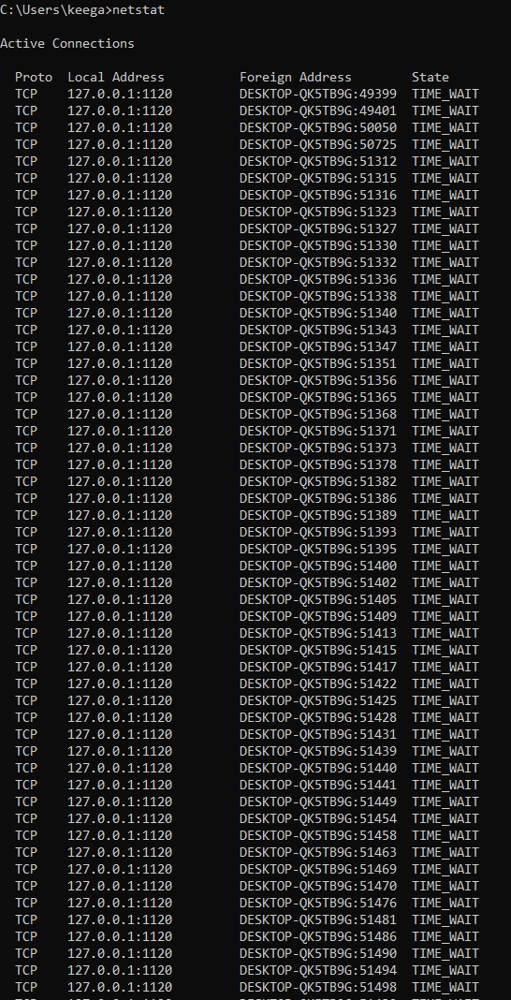 C:\Users\keega>netstat
Active Connections
Proto  Local Address          Foreign Address        State
TCP    127.0.0.1:1120         DESKTOP-QK5TB9G:49399  TIME_WAIT
TCP    127.0.0.1:1120         DESKTOP-QK5TB9G:49401  TIME_WAIT
TCP    127.0.0.1:1120         DESKTOP-QK5TB9G:50050  TIME_WAIT
TCP    127.0.0.1:1120         DESKTOP-QK5TB9G:50725  TIME_WAIT
TCP    127.0.0.1:1120         DESKTOP-QK5TB9G:51312  TIME_WAIT
TCP    127.0.0.1:1120         DESKTOP-QK5TB9G:51315  TIME_WAIT
TCP    127.0.0.1:1120         DESKTOP-QK5TB9G:51316  TIME_WAIT
TCP    127.0.0.1:1120         DESKTOP-QK5TB9G:51323  TIME_WAIT
TCP    127.0.0.1:1120         DESKTOP-QK5TB9G:51327  TIME_WAIT
TCP    127.0.0.1:1120         DESKTOP-QK5TB9G:51330  TIME_WAIT
TCP    127.0.0.1:1120         DESKTOP-QK5TB9G:51332  TIME_WAIT
TCP    127.0.0.1:1120         DESKTOP-QK5TB9G:51336  TIME_WAIT
TCP    127.0.0.1:1120         DESKTOP-QK5TB9G:51338  TIME_WAIT
TCP    127.0.0.1:1120         DESKTOP-QK5TB9G:51340  TIME_WAIT
TCP    127.0.0.1:1120         DESKTOP-QK5TB9G:51343  TIME_WAIT
TCP    127.0.0.1:1120         DESKTOP-QK5TB9G:51347  TIME_WAIT
TCP    127.0.0.1:1120         DESKTOP-QK5TB9G:51351  TIME_WAIT
TCP    127.0.0.1:1120         DESKTOP-QK5TB9G:51356  TIME_WAIT
TCP    127.0.0.1:1120         DESKTOP-QK5TB9G:51365  TIME_WAIT
TCP    127.0.0.1:1120         DESKTOP-QK5TB9G:51368  TIME_WAIT
TCP    127.0.0.1:1120         DESKTOP-QK5TB9G:51371  TIME_WAIT
TCP    127.0.0.1:1120         DESKTOP-QK5TB9G:51373  TIME_WAIT
TCP    127.0.0.1:1120         DESKTOP-QK5TB9G:51378  TIME_WAIT
TCP    127.0.0.1:1120         DESKTOP-QK5TB9G:51382  TIME_WAIT
TCP    127.0.0.1:1120         DESKTOP-QK5TB9G:51386  TIME_WAIT
TCP    127.0.0.1:1120         DESKTOP-QK5TB9G:51389  TIME_WAIT
TCP    127.0.0.1:1120         DESKTOP-QK5TB9G:51393  TIME_WAIT
TCP    127.0.0.1:1120         DESKTOP-QK5TB9G:51395  TIME_WAIT
TCP    127.0.0.1:1120         DESKTOP-QK5TB9G:51400  TIME_WAIT
TCP    127.0.0.1:1120         DESKTOP-QK5TB9G:51402  TIME_WAIT
TCP    127.0.0.1:1120         DESKTOP-QK5TB9G:51405  TIME_WAIT
TCP    127.0.0.1:1120         DESKTOP-QK5TB9G:51409  TIME_WAIT
TCP    127.0.0.1:1120         DESKTOP-QK5TB9G:51413  TIME_WAIT
TCP    127.0.0.1:1120         DESKTOP-QK5TB9G:51415  TIME_WAIT
TCP    127.0.0.1:1120         DESKTOP-QK5TB9G:51417  TIME_WAIT
TCP    127.0.0.1:1120         DESKTOP-QK5TB9G:51422  TIME_WAIT
TCP    127.0.0.1:1120         DESKTOP-QK5TB9G:51425  TIME_WAIT
TCP    127.0.0.1:1120         DESKTOP-QK5TB9G:51428  TIME_WAIT
TCP    127.0.0.1:1120         DESKTOP-QK5TB9G:51431  TIME_WAIT
TCP    127.0.0.1:1120         DESKTOP-QK5TB9G:51439  TIME_WAIT
TCP    127.0.0.1:1120         DESKTOP-QK5TB9G:51440  TIME_WAIT
TCP    127.0.0.1:1120         DESKTOP-QK5TB9G:51441  TIME_WAIT
TCP    127.0.0.1:1120         DESKTOP-QK5TB9G:51449  TIME_WAIT
TCP    127.0.0.1:1120         DESKTOP-QK5TB9G:51454  TIME_WAIT
TCP    127.0.0.1:1120         DESKTOP-QK5TB9G:51458  TIME_WAIT
TCP    127.0.0.1:1120         DESKTOP-QK5TB9G:51463  TIME_WAIT
TCP    127.0.0.1:1120         DESKTOP-QK5TB9G:51469  TIME_WAIT
TCP    127.0.0.1:1120         DESKTOP-QK5TB9G:51470  TIME_WAIT
TCP    127.0.0.1:1120         DESKTOP-QK5TB9G:51476  TIME_WAIT
TCP    127.0.0.1:1120         DESKTOP-QK5TB9G:51481  TIME_WAIT
TCP    127.0.0.1:1120         DESKTOP-QK5TB9G:51486  TIME_WAIT
TCP    127.0.0.1:1120         DESKTOP-QK5TB9G:51490  TIME_WAIT
TCP    127.0.0.1:1120         DESKTOP-QK5TB9G:51494  TIME_WAIT
TCP    127.0.0.1:1120         DESKTOP-QK5TB9G:51498  TIME_WAIT